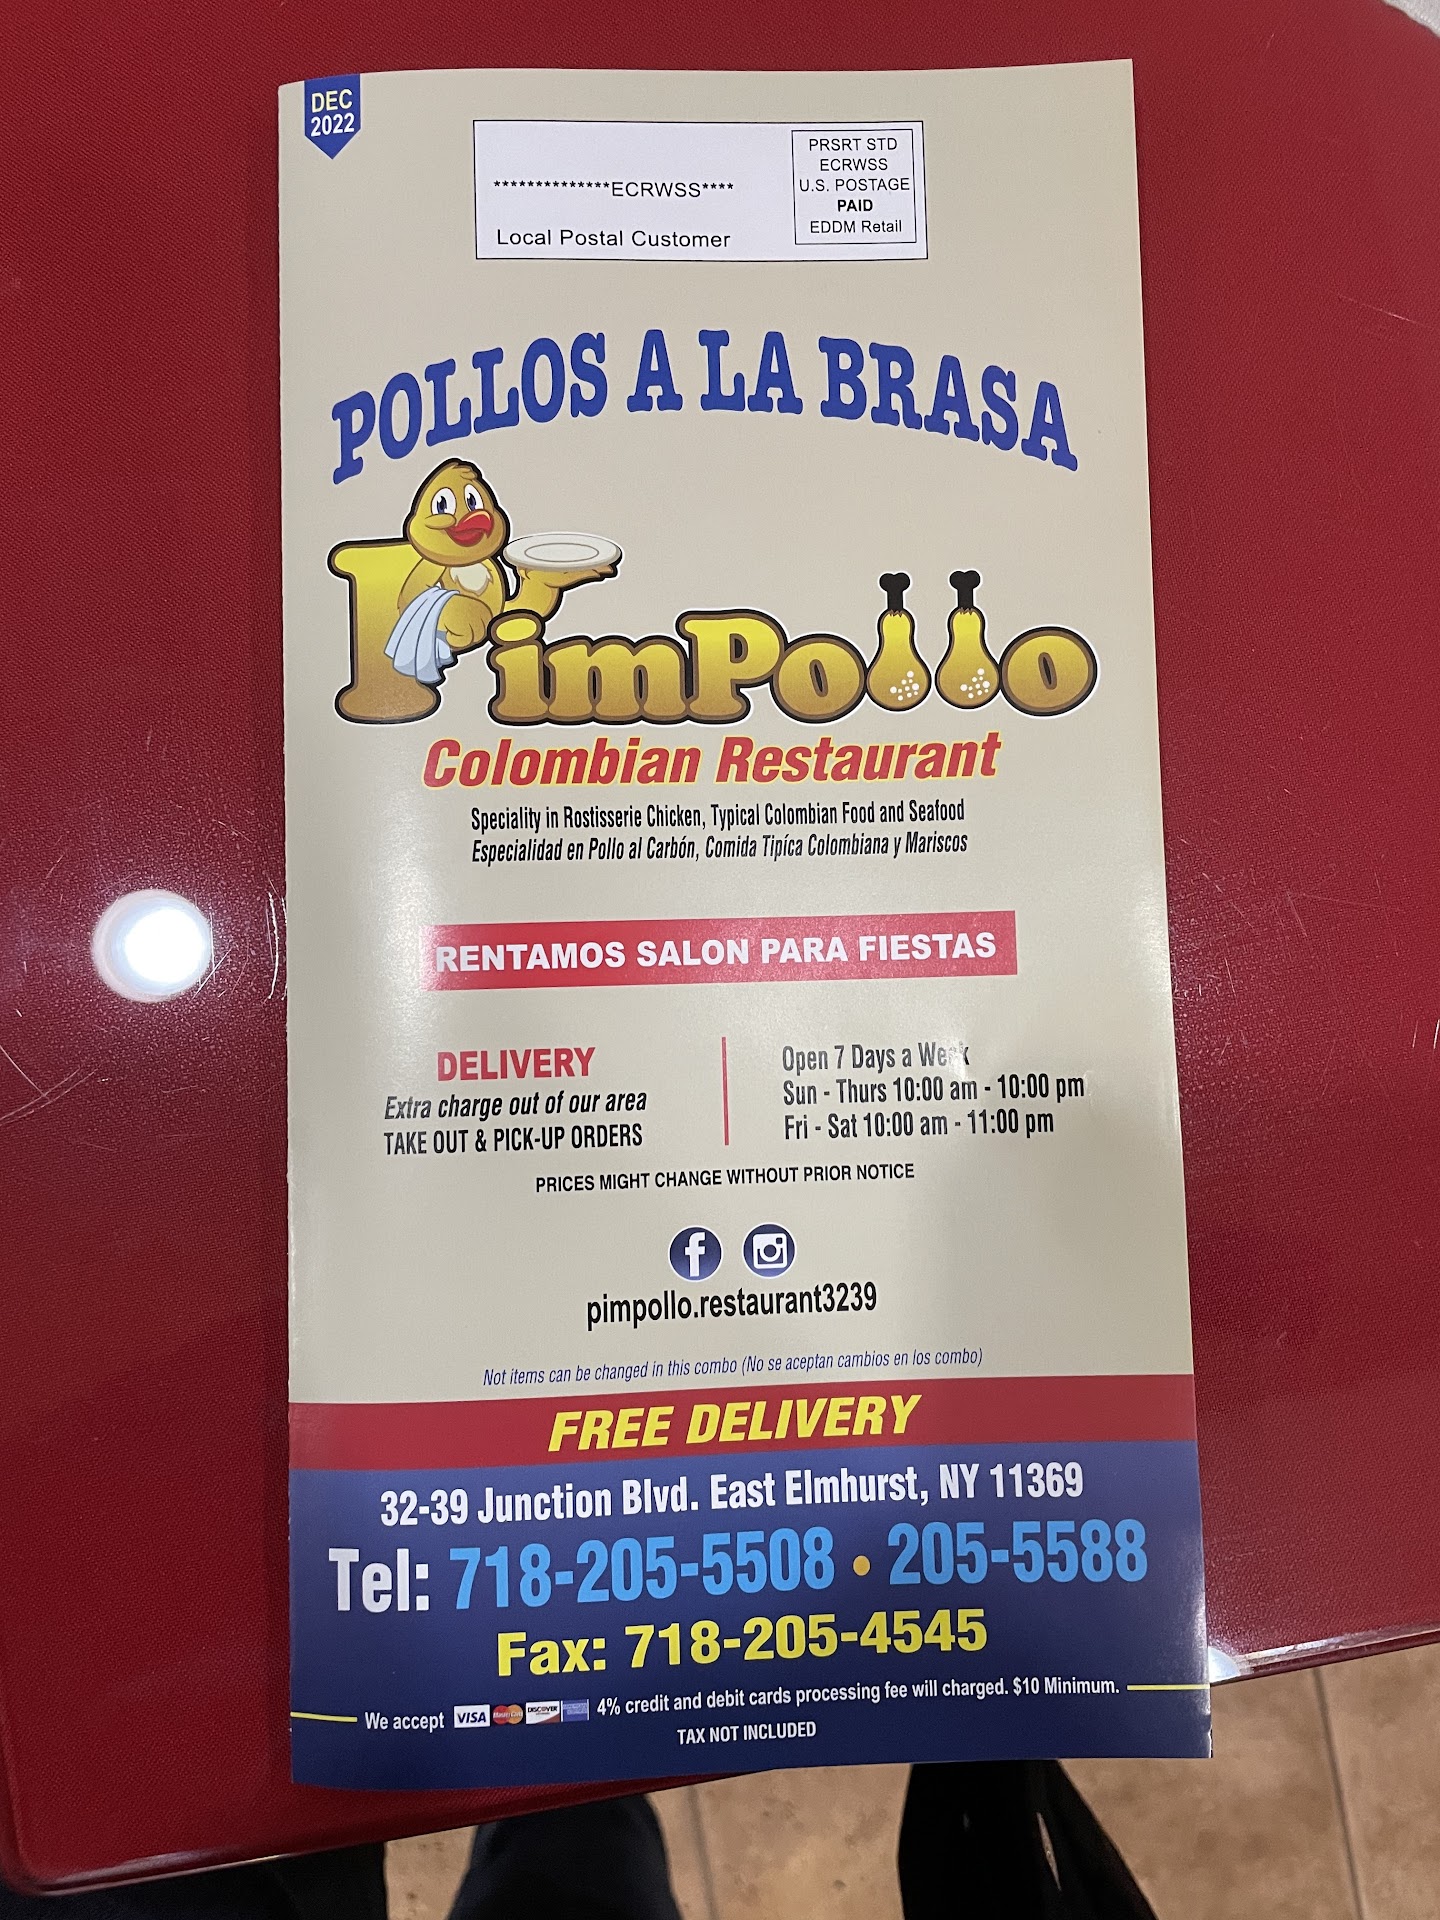 DEC
2022
**************ECRWSS****
Local Postal Customer
PRSRT STD
ECRWSS
U.S. POSTAGE
PAID
EDDM Retail
POLLOS A LA BRASA
PimPollo
Colombian Restaurant
Speciality in Rostisserie Chicken, Typical Colombian Food and Seafood
Especialidad en Pollo al Carbón, Comida Tipíca Colombiana y Mariscos
RENTAMOS SALON PARA FIESTAS
DELIVERY
Extra charge out of our area
TAKE OUT & PICK-UP ORDERS
Open 7 Days a Week
Sun - Thurs 10:00 am - 10:00 pm
Fri - Sat 10:00 am - 11:00 pm
PRICES MIGHT CHANGE WITHOUT PRIOR NOTICE
pimpollo.restaurant3239
Not items can be changed in this combo (No se aceptan cambios en los combo)
FREE DELIVERY
32-39 Junction Blvd. East Elmhurst, NY 11369
Tel: 718-205-5508 • 205-5588
Fax: 718-205-4545
We accept VISA MasterCard DISCOVER 4% credit and debit cards processing fee will charged. $10 Minimum.
TAX NOT INCLUDED